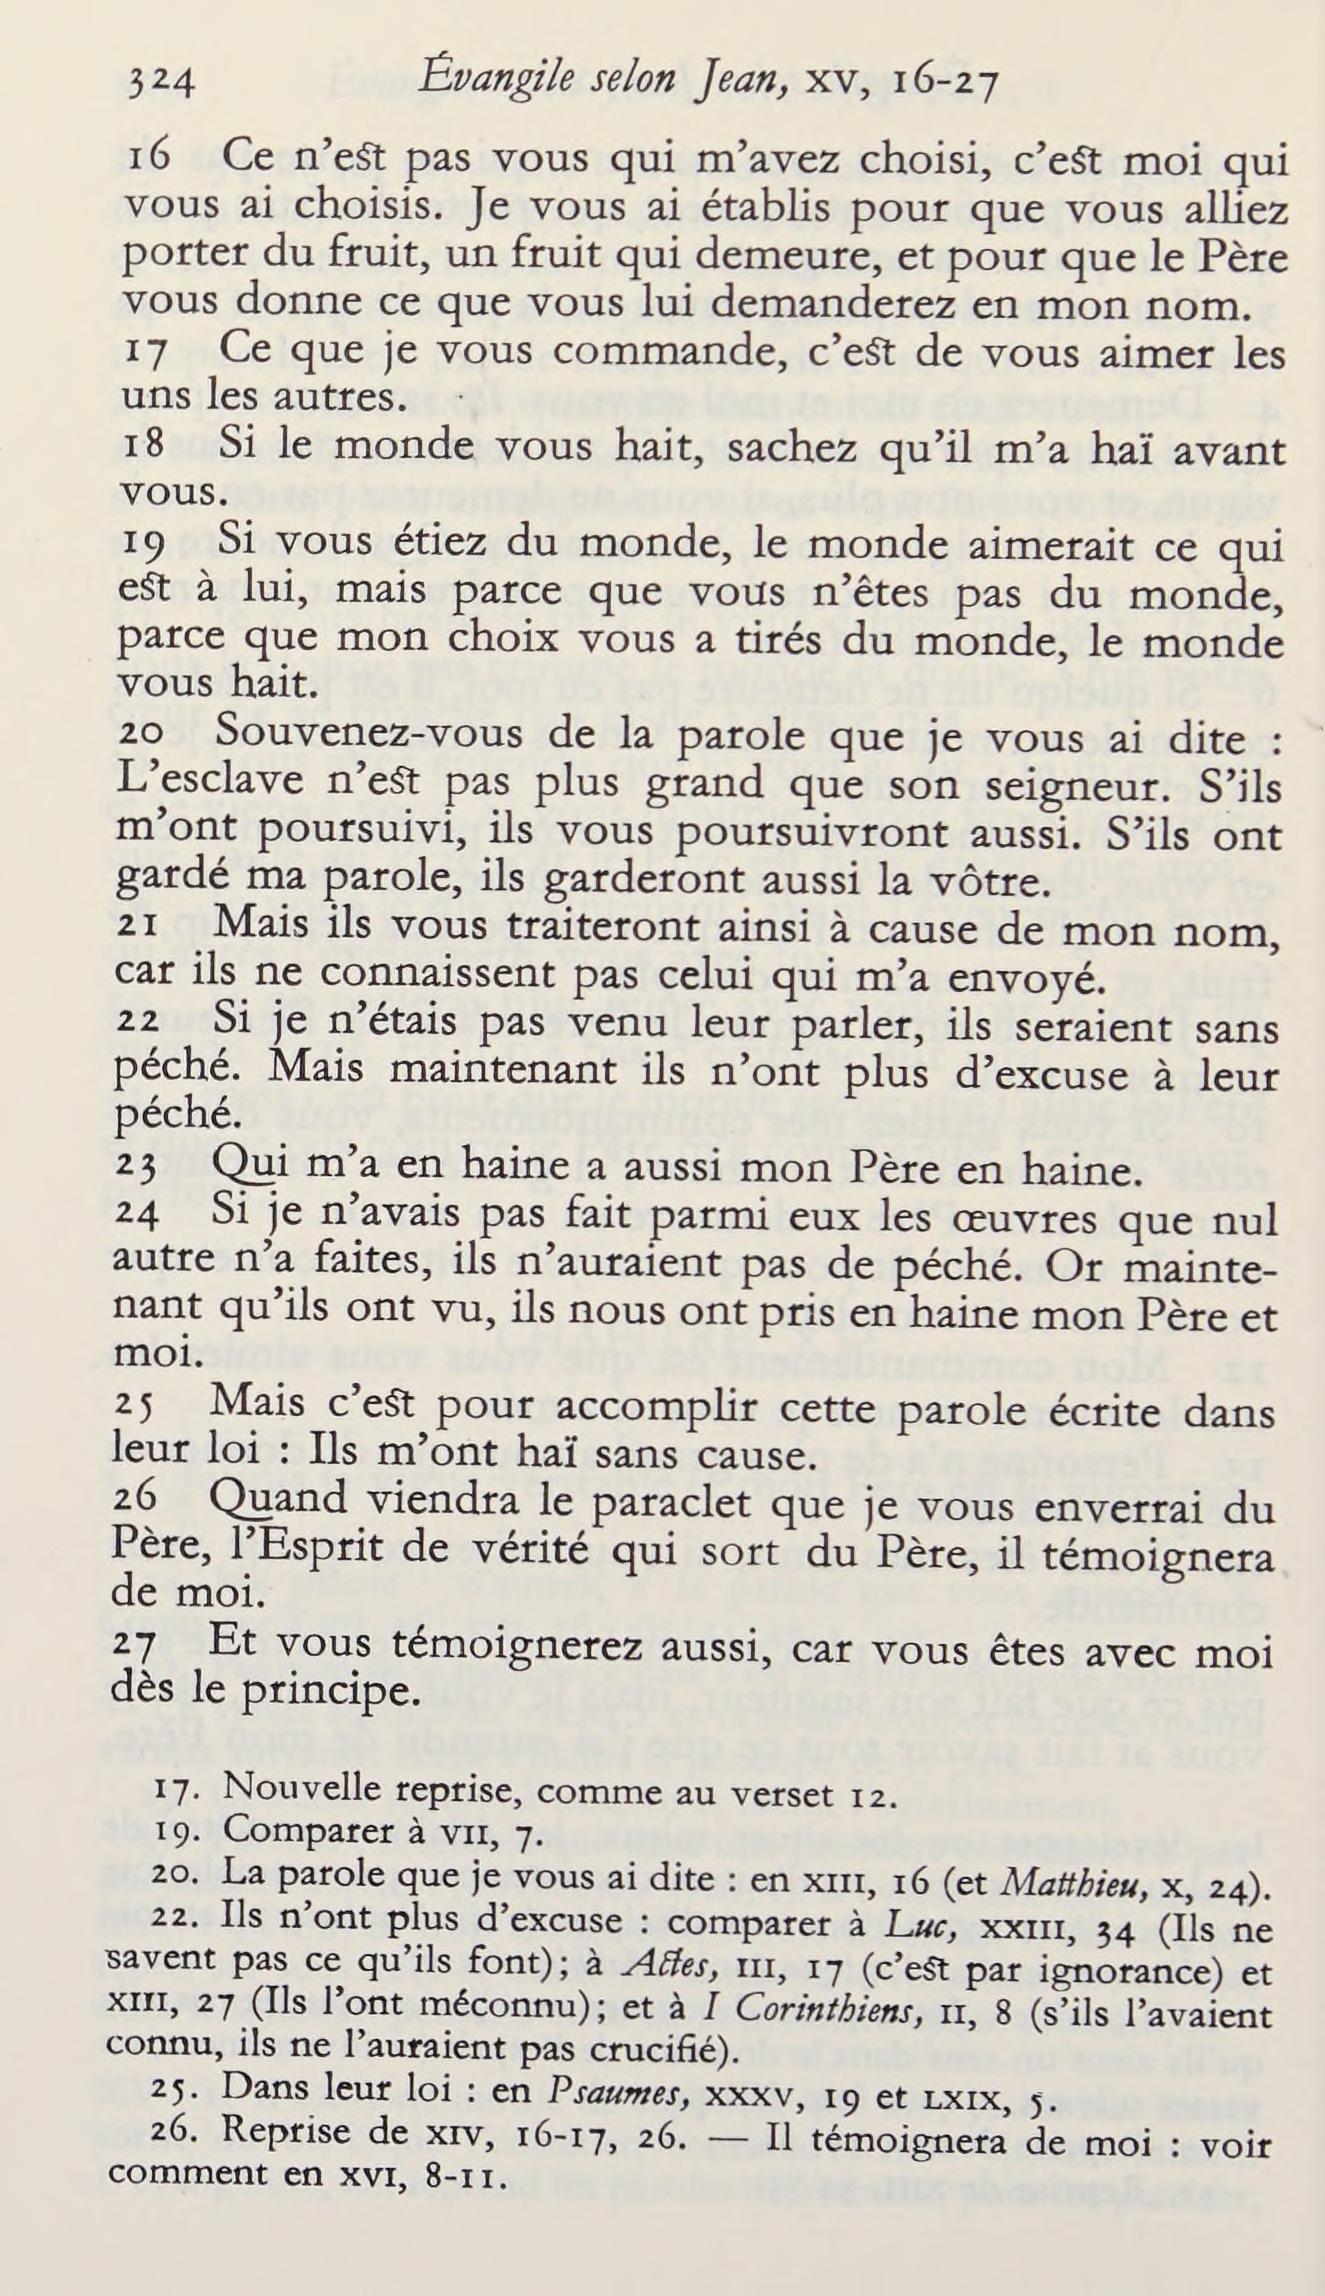 324 Évangile selon Jean, XV, 16-27
16 Ce n'est pas vous qui m'avez choisi, c'est moi qui
vous ai choisis. Je vous ai établis pour que vous alliez
porter du fruit, un fruit qui demeure, et pour que le Père
vous donne ce que vous lui demanderez en mon nom.
17 Ce que je vous commande, c'est de vous aimer les
uns les autres.
18 Si le monde vous hait, sachez qu'il m'a haï avant
vous.
19 Si vous étiez du monde, le monde aimerait ce qui
est à lui, mais parce que vous n'êtes pas du monde,
parce que mon choix vous a tirés du monde, le monde
vous hait.
20 Souvenez-vous de la parole que je vous ai dite :
L'esclave n'est pas plus grand que son seigneur. S'ils
m'ont poursuivi, ils vous poursuivront aussi. S'ils ont
gardé ma parole, ils garderont aussi la vôtre.
21 Mais ils vous traiteront ainsi à cause de mon nom,
car ils ne connaissent pas celui qui m'a envoyé.
22 Si je n'étais pas venu leur parler, ils seraient sans
péché. Mais maintenant ils n'ont plus d'excuse à leur
péché.
23 Qui m'a en haine a aussi mon Père en haine.
24 Si je n'avais pas fait parmi eux les œuvres que nul
autre n'a faites, ils n'auraient pas de péché. Or mainte-
nant qu'ils ont vu, ils nous ont pris en haine mon Père et
moi.
25 Mais c'est pour accomplir cette parole écrite dans
leur loi : Ils m'ont haï sans cause.
26 Quand viendra le paraclet que je vous enverrai du
Père, l'Esprit de vérité qui sort du Père, il témoignera
de moi.
27 Et vous témoignerez aussi, car vous êtes avec moi
dès le principe.
17. Nouvelle reprise, comme au verset 12.
19. Comparer à VII, 7.
20. La parole que je vous ai dite : en XIII, 16 (et Matthieu, X, 24).
22. Ils n'ont plus d'excuse : comparer à Luc, XXIII, 34 (Ils ne
savent pas ce qu'ils font); à Actes, III, 17 (c'est par ignorance) et
XIII, 27 (Ils l'ont méconnu); et à I Corinthiens, II, 8 (s'ils l'avaient
connu, ils ne l'auraient pas crucifié).
25. Dans leur loi : en Psaumes, XXXV, 19 et LXIX, 5.
26. Reprise de XIV, 16-17, 26. — Il témoignera de moi : voir
comment en XVI, 8-11.